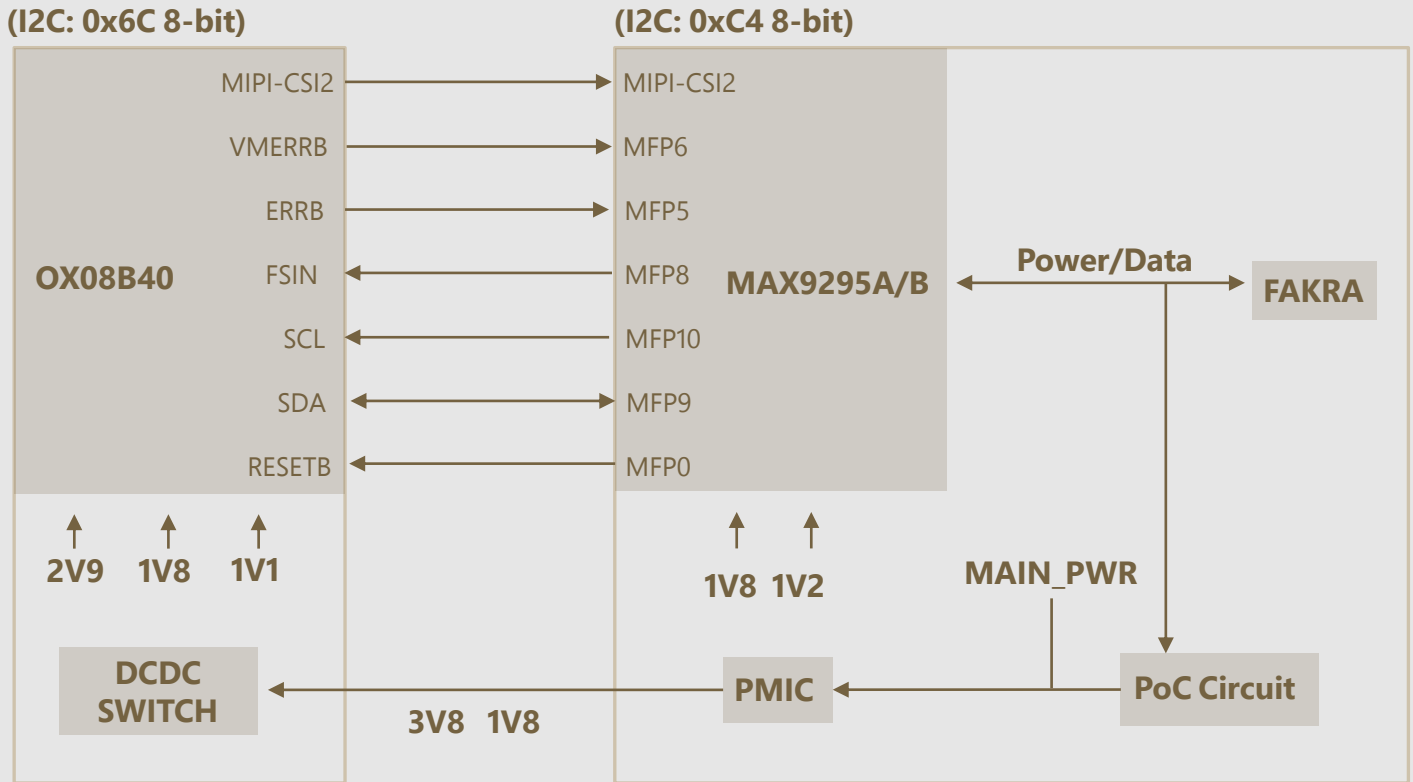 (I2C: 0x6C 8-bit)
(I2C: 0xC4 8-bit)
MIPI-CSI2
MIPI-CSI2
VMERRB
MFP6
ERRB
MFP5
Power/Data
OX08B40
FSIN
MFP8
MAX9295A/B
FAKRA
SCL
MFP10
SDA
MFP9
RESETB
MFP0
2V9 1V8 1V1
1V8 1V2
MAIN_PWR
DCDC
SWITCH
PMIC
PoC Circuit
3V8 1V8